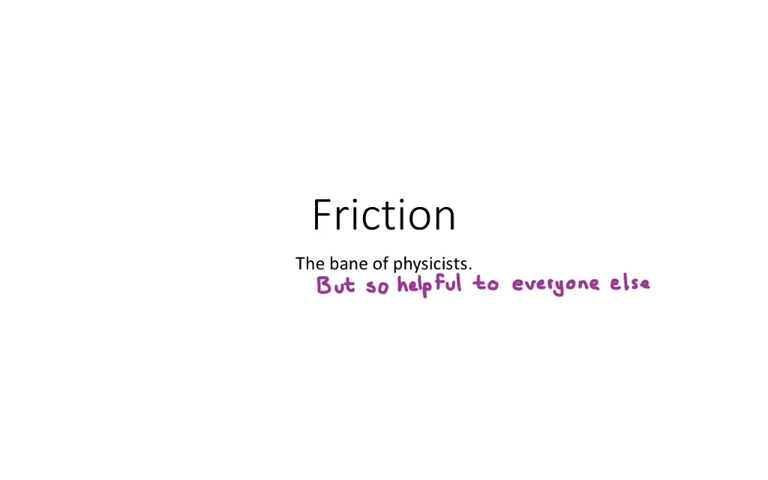 Friction
The bane of physicists.
But so helpful to everyone else